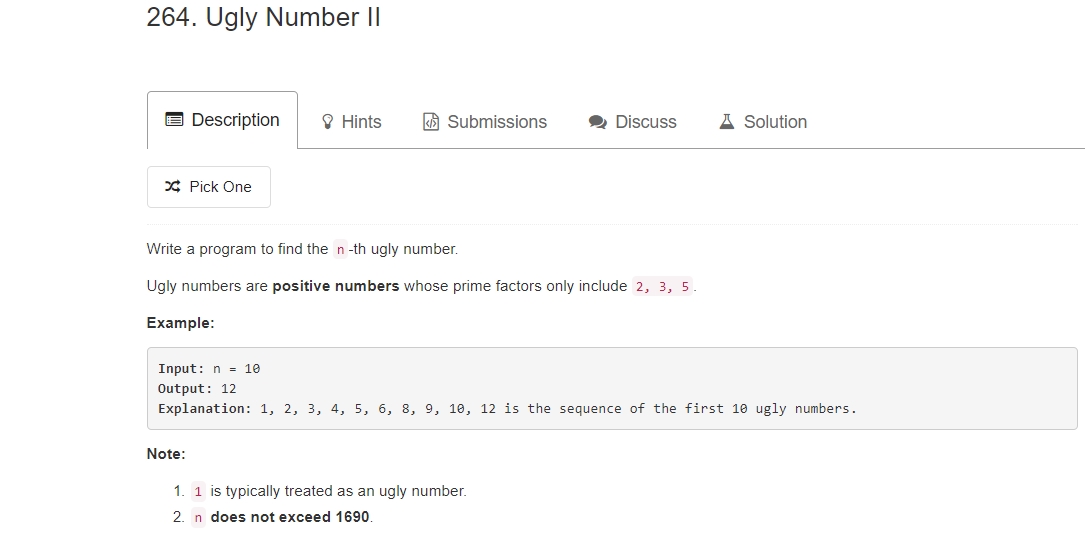 264. Ugly Number II
Description
Hints
Submissions
Discuss
Solution
Pick One
Write a program to find the n -th ugly number.
Ugly numbers are positive numbers whose prime factors only include 2, 3, 5.
Example:
Input: n = 10
Output: 12
Explanation: 1, 2, 3, 4, 5, 6, 8, 9, 10, 12 is the sequence of the first 10 ugly numbers.
Note:
1. 1 is typically treated as an ugly number.
2. n does not exceed 1690.